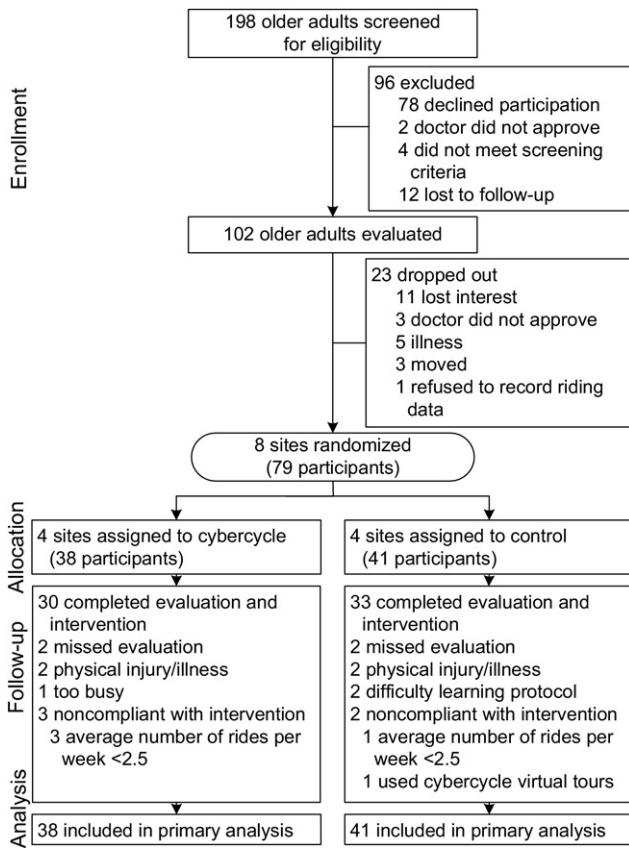 198 older adults screened
for eligibility
Enrollment
96 excluded
78 declined participation
2 doctor did not approve
4 did not meet screening
criteria
12 lost to follow-up
102 older adults evaluated
23 dropped out
11 lost interest
3 doctor did not approve
5 illness
3 moved
1 refused to record riding
data
8 sites randomized
(79 participants)
Allocation
4 sites assigned to cybercycle
(38 participants)
4 sites assigned to control
(41 participants)
Follow-up
30 completed evaluation and
intervention
2 missed evaluation
2 physical injury/illness
1 too busy
3 noncompliant with intervention
3 average number of rides per
week <2.5
33 completed evaluation and
intervention
2 missed evaluation
2 physical injury/illness
2 difficulty learning protocol
2 noncompliant with intervention
1 average number of rides per
week <2.5
1 used cybercycle virtual tours
Analysis
38 included in primary analysis
41 included in primary analysis